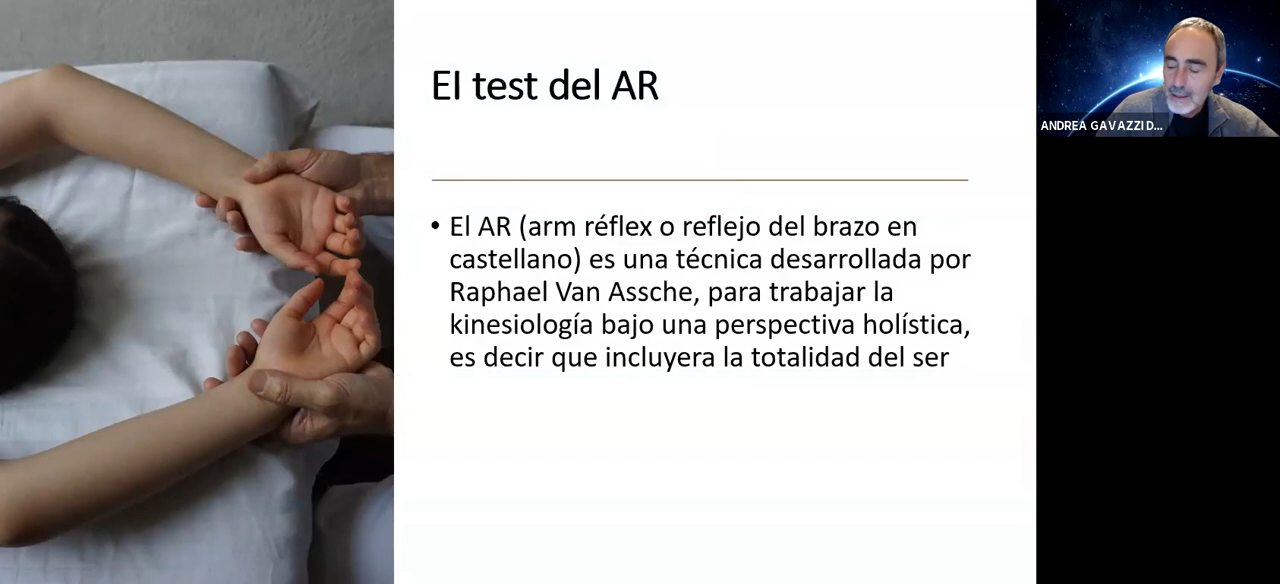 El test del AR
• El AR (arm réflex o reflejo del brazo en
castellano) es una técnica desarrollada por
Raphael Van Assche, para trabajar la
kinesiología bajo una perspectiva holística,
es decir que incluyera la totalidad del ser
ANDREA GAVAZZI D...